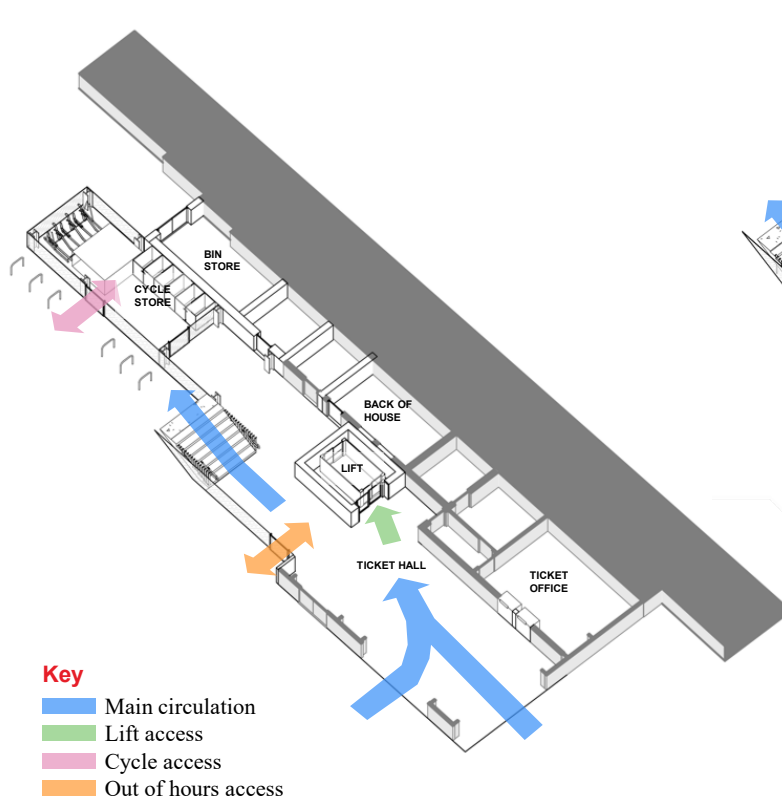 BIN
STORE
CYCLE
STORE
BACK OF
HOUSE
LIFT
TICKET HALL
TICKET
OFFICE
Key
Main circulation
Lift access
Cycle access
Out of hours access